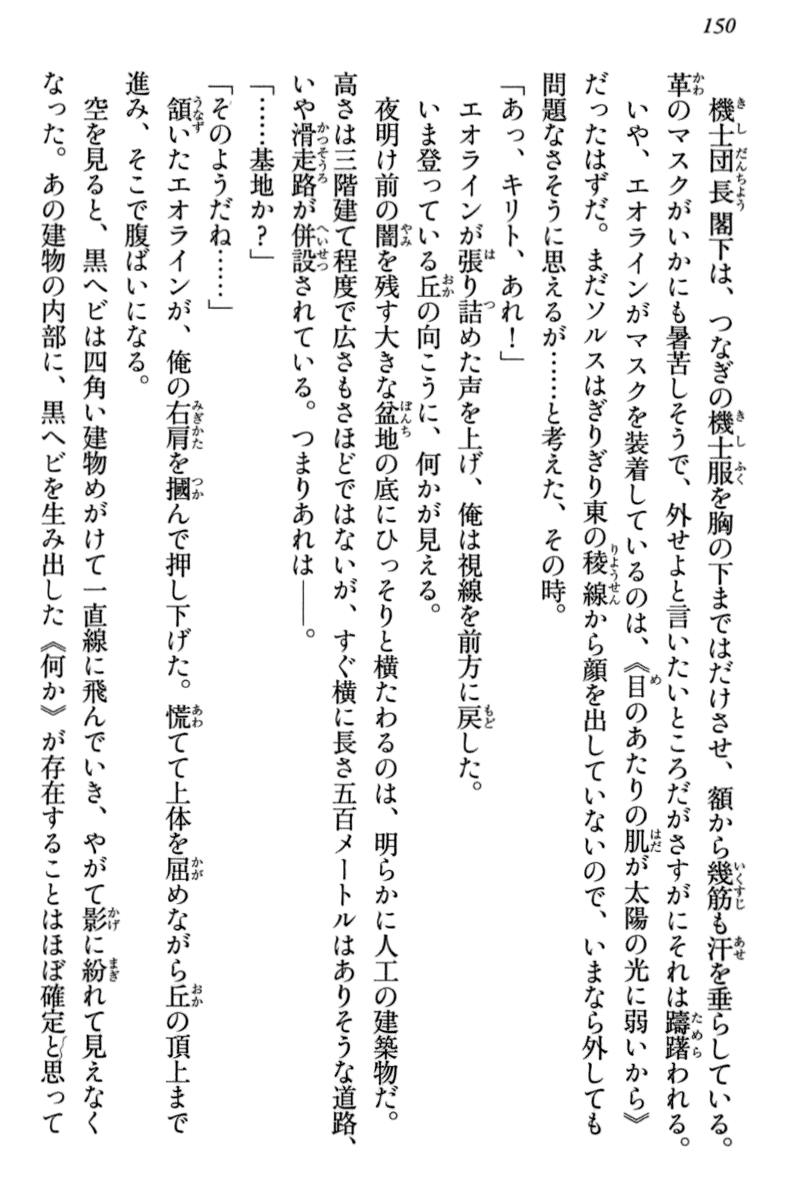 150
機士団長閣下は、つなぎの機士服を胸の下まではだけさせ、額から幾筋も汗を垂らしている。
革のマスクがいかにも暑苦しそうで、外せよと言いたいところだがさすがにそれは躊躇われる。
いや、エオラインがマスクを装着しているのは、《目のあたりの肌が太陽の光に弱いから》
だったはずだ。まだソルスはぎりぎり東の稜線から顔を出していないので、いまなら外しても
問題なさそうに思えるが……と考えた、その時。
「あっ、キリト、あれ！」
エオラインが張り詰めた声を上げ、俺は視線を前方に戻した。
いま登っている丘の向こうに、何かが見える。
夜明け前の闇を残す大きな盆地の底にひっそりと横たわるのは、明らかに人工の建築物だ。
高さは三階建て程度で広さもさほどではないが、すぐ横に長さ五百メートルはありそうな道路、
いや滑走路が併設されている。つまりあれは――。
「……基地か？」
「そのようだね……」
頷いたエオラインが、俺の右肩を摑んで押し下げた。慌てて上体を屈めながら丘の頂上まで
進み、そこで腹ばいになる。
空を見ると、黒ヘビは四角い建物めがけて一直線に飛んでいき、やがて影に紛れて見えなく
なった。あの建物の内部に、黒ヘビを生み出した《何か》が存在することはほぼ確定と思って